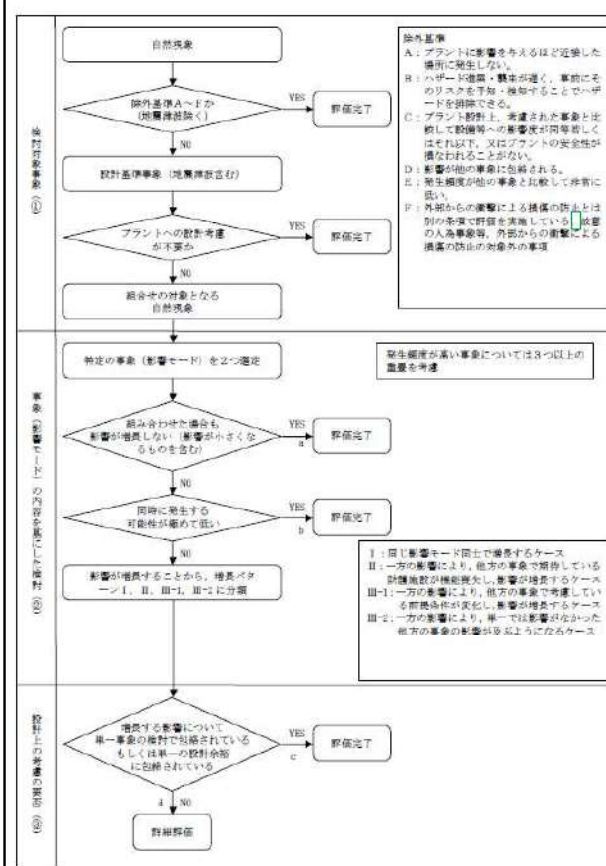 検討対象事象(①)
自然現象
除外基準A~Fか
(地震津波除く)
YES
評価完了
NO
設計基準事象(地震津波含む)
プラントへの設計考慮
が不要か
YES
評価完了
NO
組合せの対象となる
自然現象
除外基準
A:プラントに影響を与えるほど近接した
場所に発生しない。
B:ハザード進展・襲来が遅く、事前にそ
のリスクを予知・検知することでハザ
ードを排除できる。
C:プラント設計上、考慮された事象と比
較して設備等への影響度が同等若しく
はそれ以下、又はプラントの安全性が
損なわれることがない。
D:影響が他の事象に包絡される。
E:発生頻度が他の事象と比較して非常に
低い。
F:外部からの衝撃による損傷の防止とは
別の条項で評価を実施している 故意
の人為事象等、外部からの衝撃による
損傷の防止の対象外の事項
事象(影響モード)の内容を基にした検討(②)
特定の事象(影響モード)を2つ選定
発生頻度が高い事象については3つ以上の
重畳を考慮
組み合わせた場合も
影響が増長しない(影響が小さくな
るものを含む)
YES
a
評価完了
NO
同時に発生する
可能性が極めて低い
YES
b
評価完了
NO
影響が増長することから、増長パタ
ーンⅠ、Ⅱ、Ⅲ-1、Ⅲ-2に分類
Ⅰ:同じ影響モード同士で増長するケース
Ⅱ:一方の影響により、他方の事象で期待している
防護施設が機能喪失し、影響が増長するケース
Ⅲ-1:一方の影響により、他方の事象で考慮してい
る前提条件が変化し、影響が増長するケース
Ⅲ-2:一方の影響により、単一では影響がなかった
他方の事象の影響が及ぶようになるケース
設計上の考慮の要否(③)
増長する影響について
単一事象の検討で包絡されている
もしくは単一の設計余裕
に包絡されている
YES
c
評価完了
d NO
詳細評価